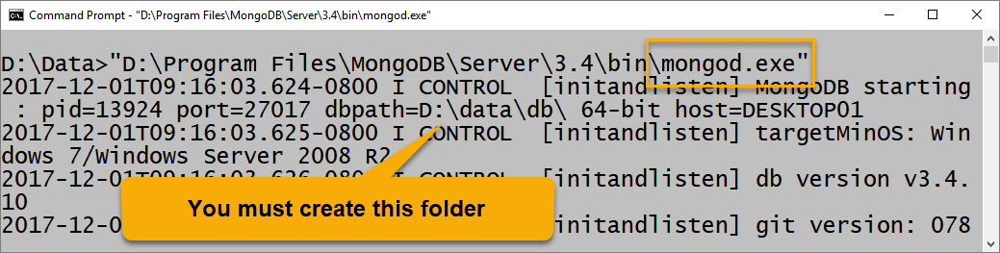 Command Prompt - "D:\Program Files\MongoDB\Server\3.4\bin\mongod.exe"
D:\Data>"D:\Program Files\MongoDB\Server\3.4\bin\mongod.exe"
2017-12-01T09:16:03.624-0800 I CONTROL  [initandlisten] MongoDB starting
 : pid=13924 port=27017 dbpath=D:\data\db\ 64-bit host=DESKTOP01
2017-12-01T09:16:03.625-0800 I CONTROL  [initandlisten] targetMinOS: Win
dows 7/Windows Server 2008 R2
2017-12-01T09:16:03.626-080 I CONTROL  [initandlisten] db version v3.4.
10
2017-12-0 [initandlisten] git version: 078
You must create this folder